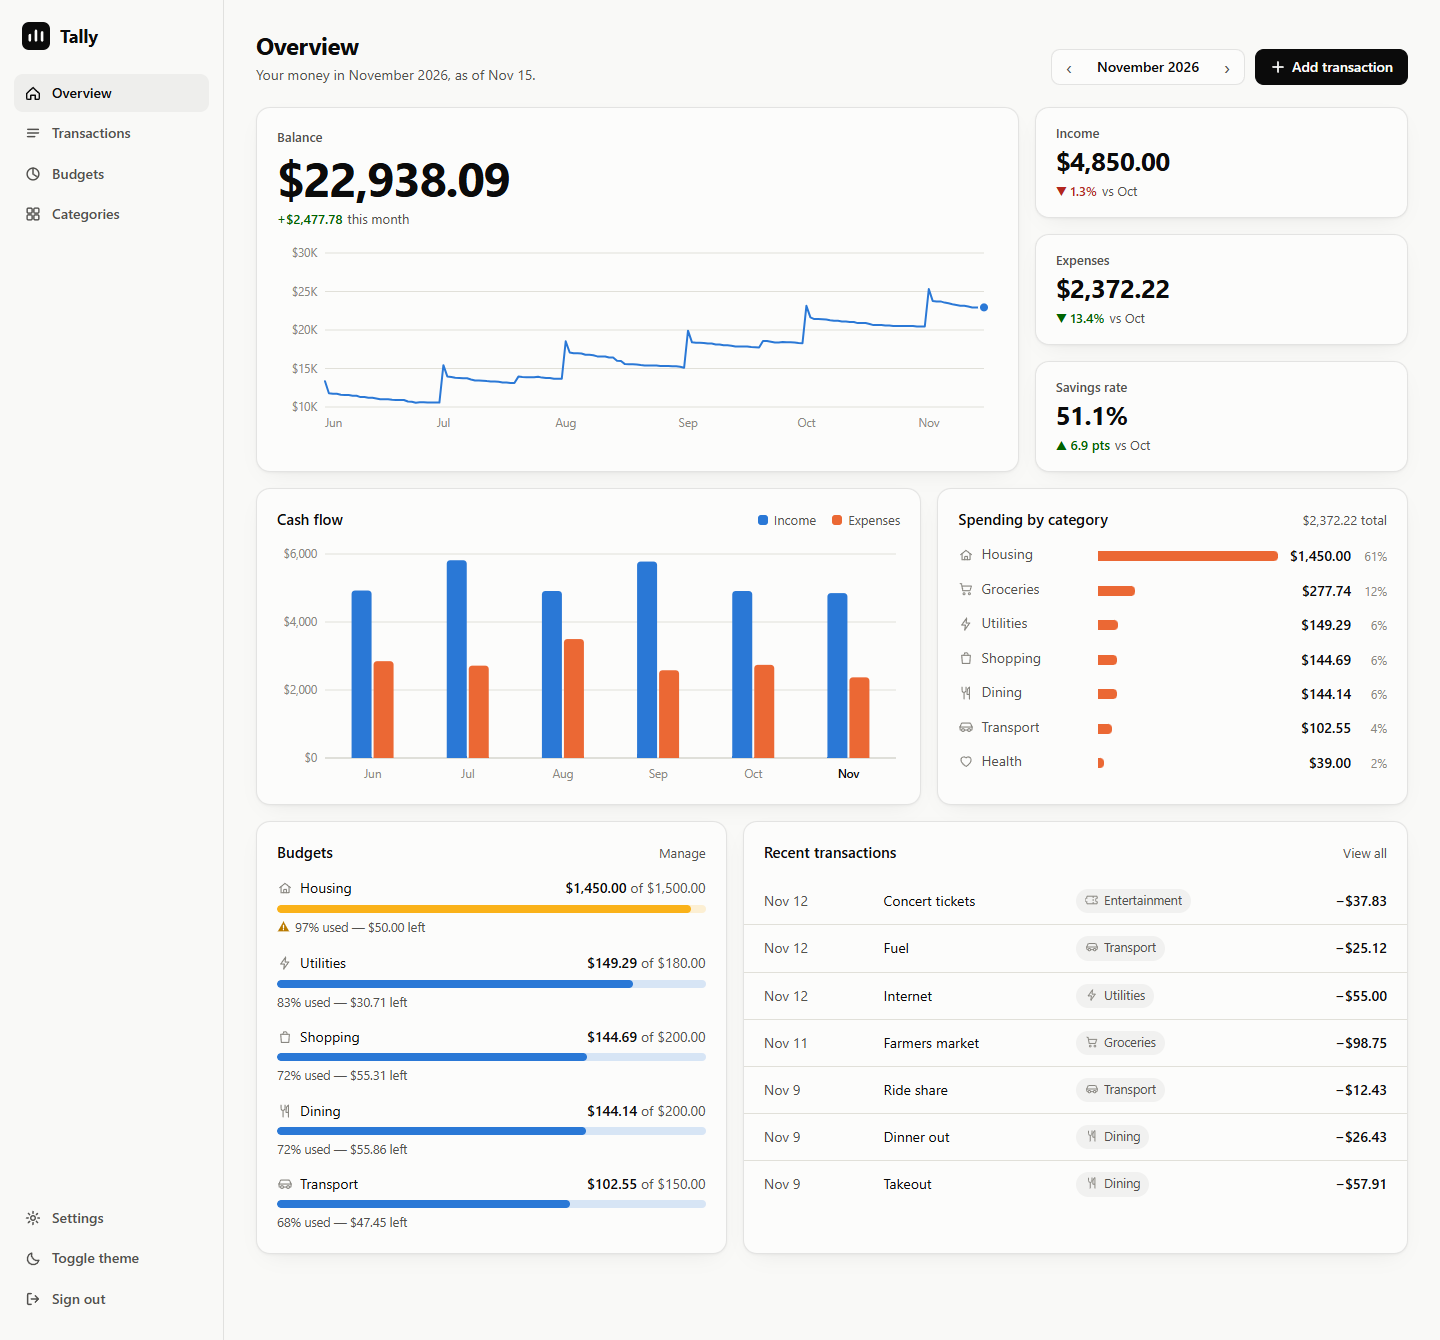 Tally
Overview
Transactions
Budgets
Categories
Settings
Toggle theme
Sign out
Overview
Your money in November 2026, as of Nov 15.
‹ November 2026 ›
+ Add transaction
Balance
$22,938.09
+$2,477.78 this month
$30K
$25K
$20K
$15K
$10K
Jun Jul Aug Sep Oct Nov
Income
$4,850.00
▼ 1.3% vs Oct
Expenses
$2,372.22
▼ 13.4% vs Oct
Savings rate
51.1%
▲ 6.9 pts vs Oct
Cash flow
Income Expenses
$6,000
$4,000
$2,000
$0
Jun Jul Aug Sep Oct Nov
Spending by category $2,372.22 total
Housing $1,450.00 61%
Groceries $277.74 12%
Utilities $149.29 6%
Shopping $144.69 6%
Dining $144.14 6%
Transport $102.55 4%
Health $39.00 2%
Budgets Manage
Housing $1,450.00 of $1,500.00
97% used — $50.00 left
Utilities $149.29 of $180.00
83% used — $30.71 left
Shopping $144.69 of $200.00
72% used — $55.31 left
Dining $144.14 of $200.00
72% used — $55.86 left
Transport $102.55 of $150.00
68% used — $47.45 left
Recent transactions View all
Nov 12 Concert tickets Entertainment −$37.83
Nov 12 Fuel Transport −$25.12
Nov 12 Internet Utilities −$55.00
Nov 11 Farmers market Groceries −$98.75
Nov 9 Ride share Transport −$12.43
Nov 9 Dinner out Dining −$26.43
Nov 9 Takeout Dining −$57.91